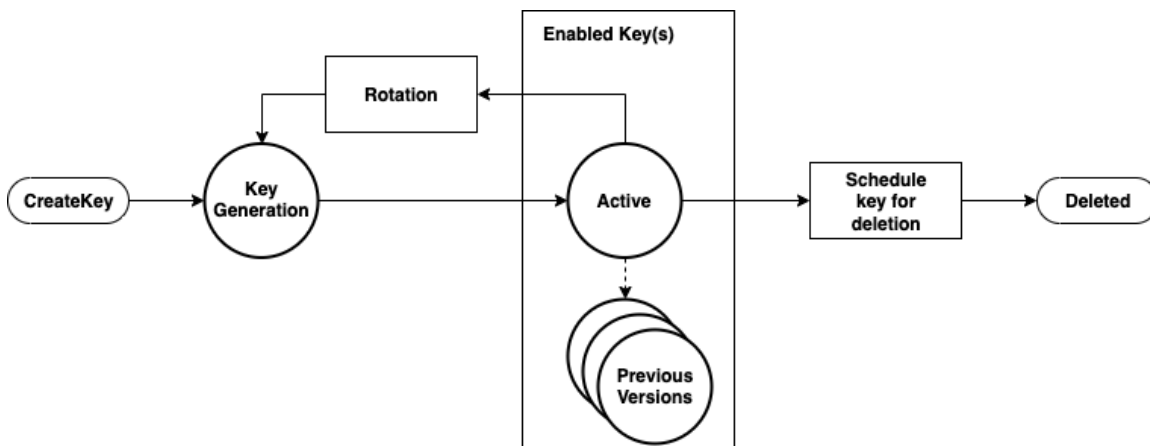 Enabled Key(s)
Rotation
CreateKey
Key
Generation
Active
Schedule
key for
deletion
Deleted
Previous
Versions